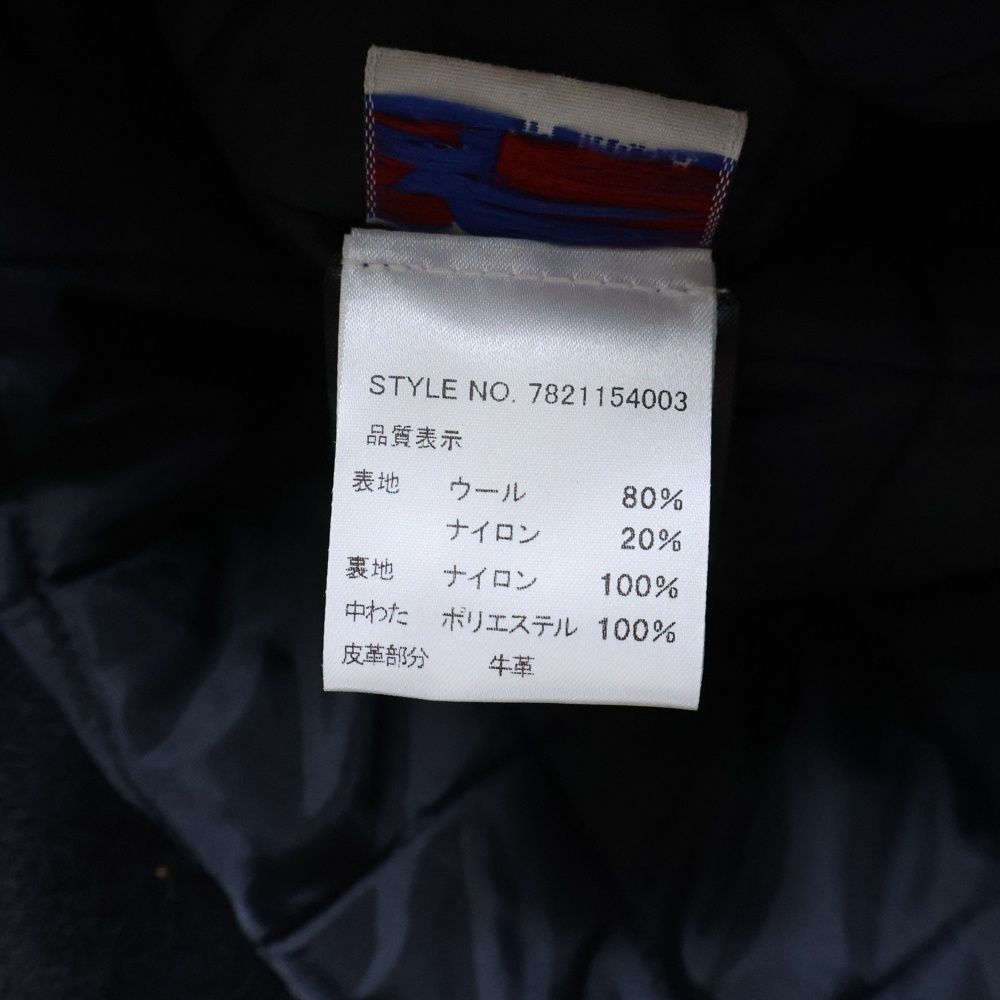 STYLE NO. 7821154003
品質表示
表地 ウール 80%
ナイロン 20%
裏地 ナイロン 100%
中わた ポリエステル 100%
皮革部分 牛革